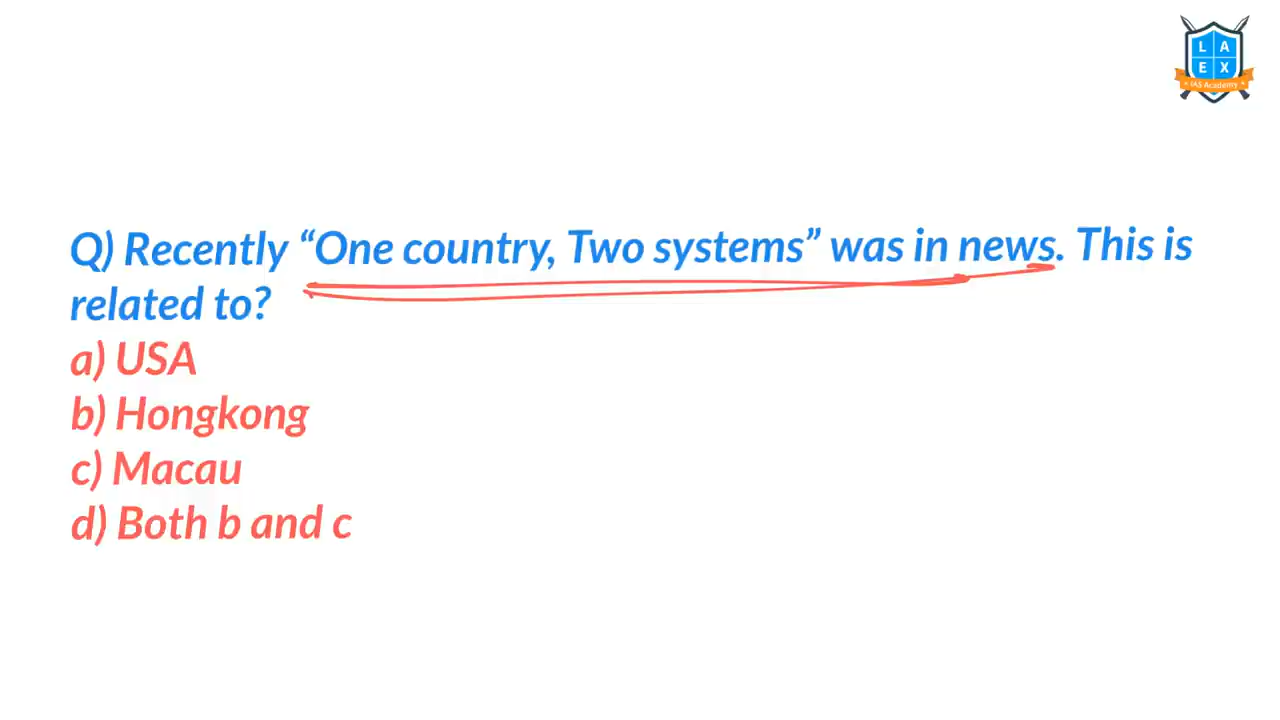 L A
E X
IAS Academy
Q) Recently “One country, Two systems” was in news. This is
related to?
a) USA
b) Hongkong
c) Macau
d) Both b and c